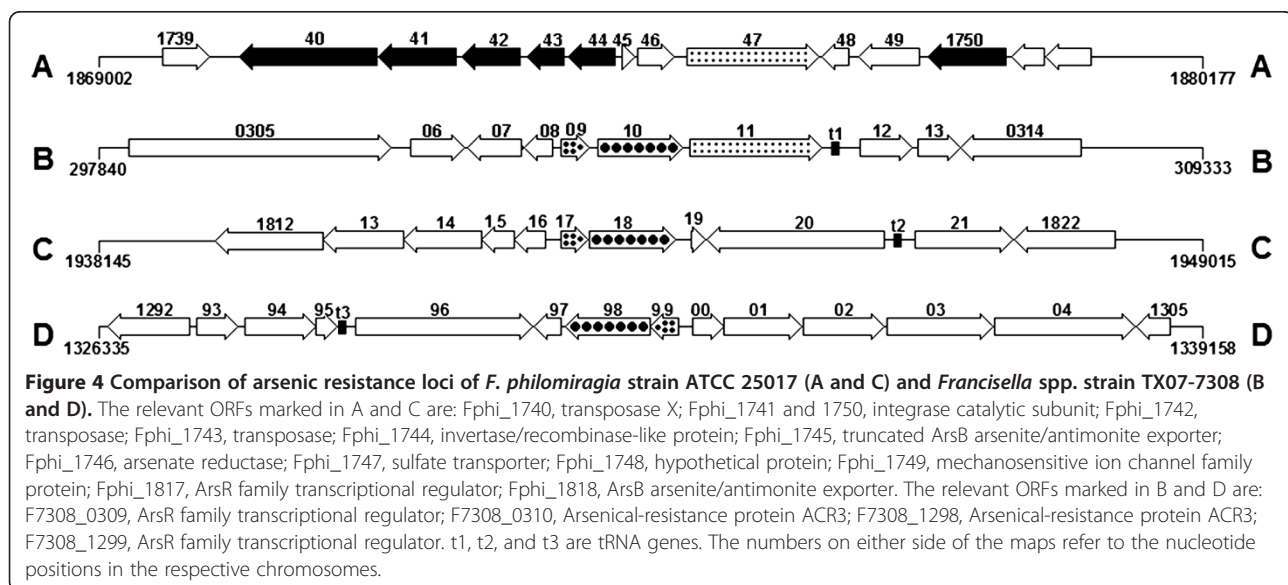 1739 40 41 42 43 44 45 46 47 48 49 1750
A A
1869002 1880177
0305 06 07 08 09 10 11 t1 12 13 0314
B B
297840 309333
1812 13 14 1,5 16 17 18 19 20 t2 21 1822
C C
1938145 1949015
1292 93 94 95 t3 96 97 98 9,9 00 01 02 03 04 1305
D D
1326335 1339158
Figure 4 Comparison of arsenic resistance loci of F. philomiragia strain ATCC 25017 (A and C) and Francisella spp. strain TX07-7308 (B
and D). The relevant ORFs marked in A and C are: Fphi_1740, transposase X; Fphi_1741 and 1750, integrase catalytic subunit; Fphi_1742,
transposase; Fphi_1743, transposase; Fphi_1744, invertase/recombinase-like protein; Fphi_1745, truncated ArsB arsenite/antimonite exporter;
Fphi_1746, arsenate reductase; Fphi_1747, sulfate transporter; Fphi_1748, hypothetical protein; Fphi_1749, mechanosensitive ion channel family
protein; Fphi_1817, ArsR family transcriptional regulator; Fphi_1818, ArsB arsenite/antimonite exporter. The relevant ORFs marked in B and D are:
F7308_0309, ArsR family transcriptional regulator; F7308_0310, Arsenical-resistance protein ACR3; F7308_1298, Arsenical-resistance protein ACR3;
F7308_1299, ArsR family transcriptional regulator. t1, t2, and t3 are tRNA genes. The numbers on either side of the maps refer to the nucleotide
positions in the respective chromosomes.